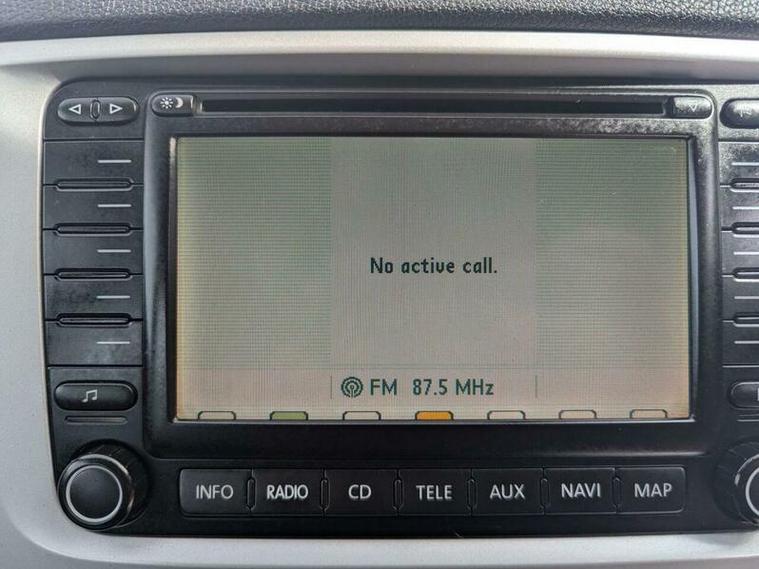 No active call.
FM 87.5 MHz
INFO RADIO CD TELE AUX NAVI MAP